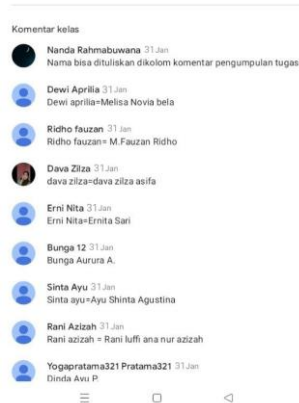 Komentar kelas
Nanda Rahmabuwana 31 Jan
Nama bisa dituliskan dikolom komentar pengumpulan tugas
Dewi Aprilia 31 Jan
Dewi aprilia=Melisa Novia bela
Ridho fauzan 31 Jan
Ridho fauzan= M.Fauzan Ridho
Dava Zilza 31 Jan
dava zilza=dava zilza asifa
Erni Nita 31 Jan
Erni Nita=Ernita Sari
Bunga 12 31 Jan
Bunga Aurura A.
Sinta Ayu 31 Jan
Sinta ayu=Ayu Shinta Agustina
Rani Azizah 31 Jan
Rani azizah = Rani luffi ana nur azizah
Yogapratama321 Pratama321 31 Jan
Dinda Ayu P